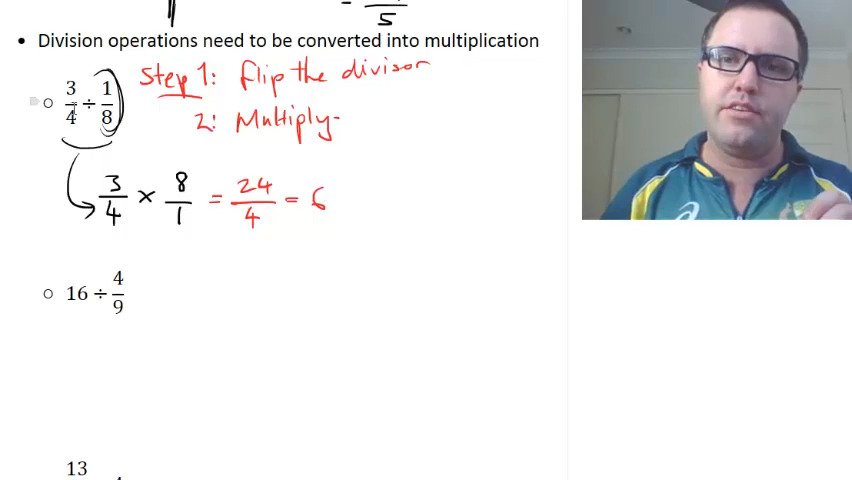 = 5
• Division operations need to be converted into multiplication
○ 3/4 ÷ 1/8
Step 1: Flip the divisor
2: Multiply
3/4 × 8/1 = 24/4 = 6
○ 16 ÷ 4/9
13